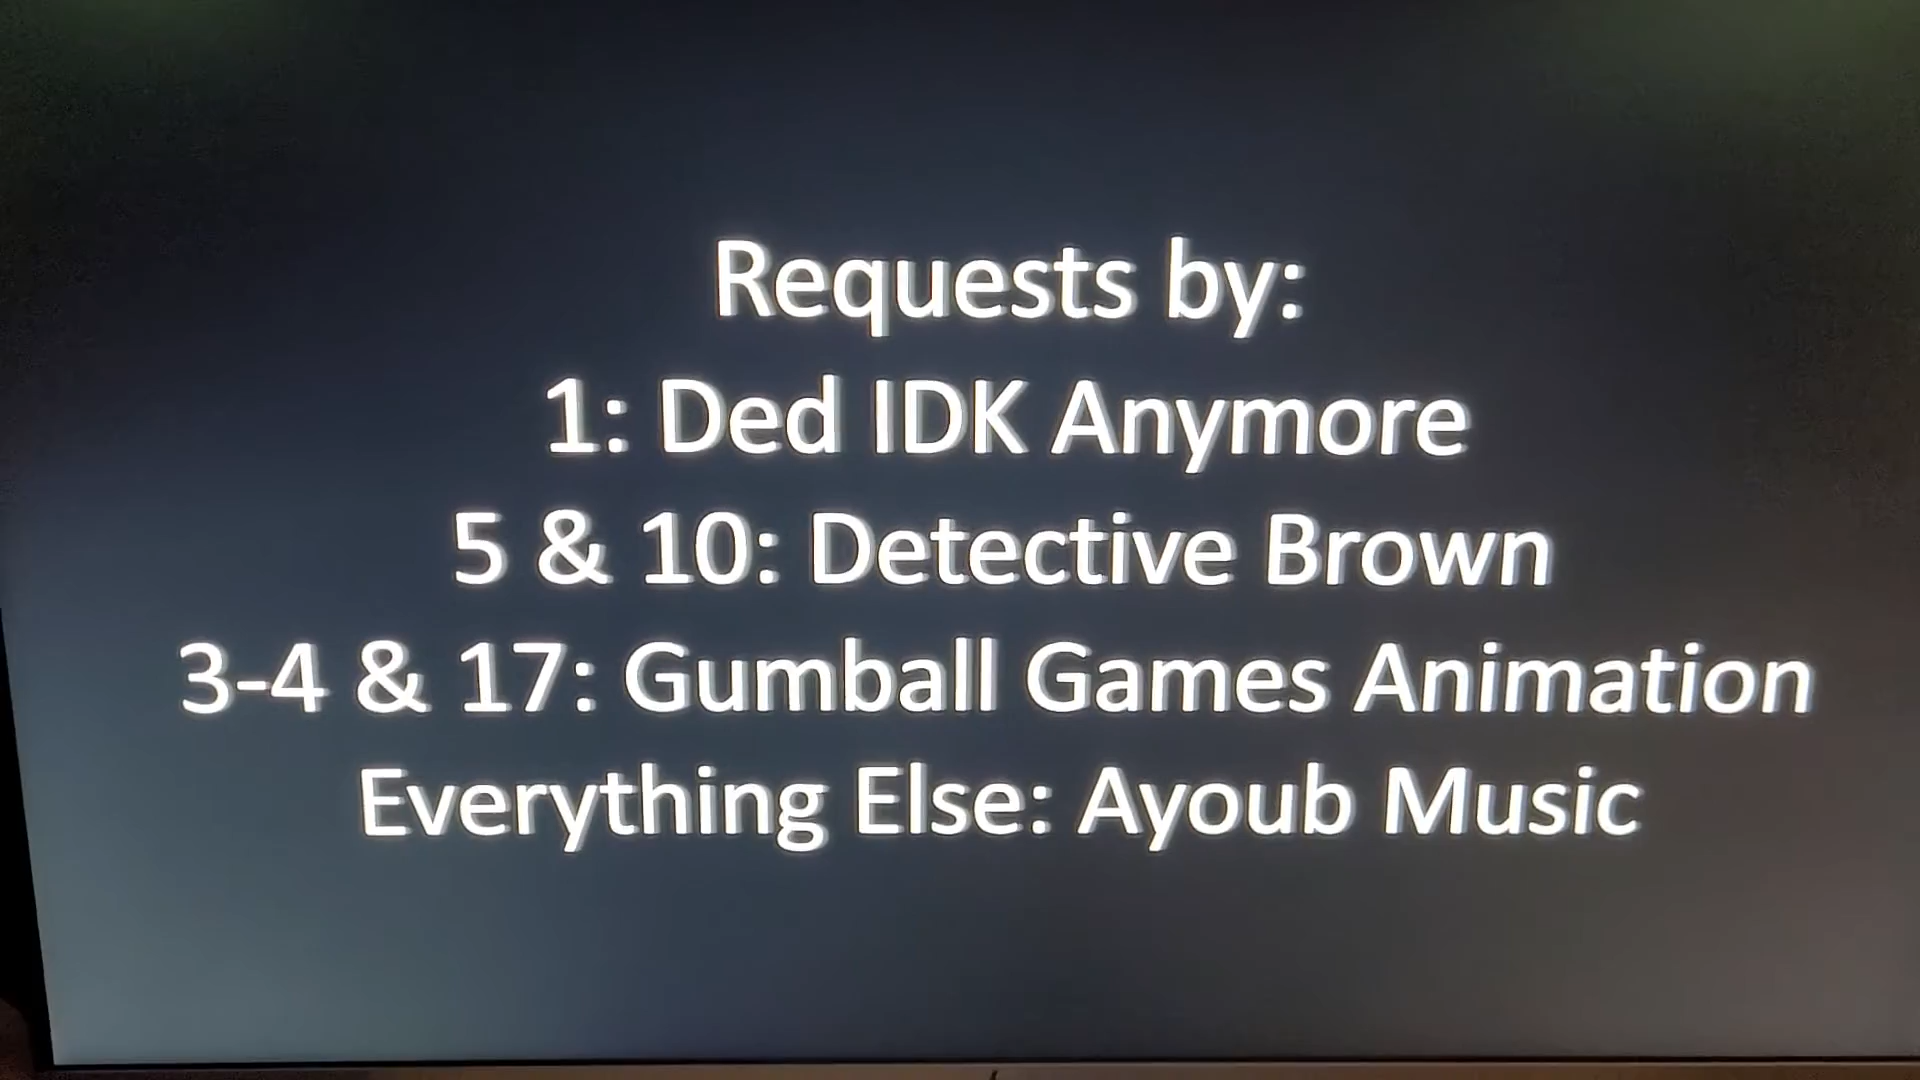 Requests by:
1: Ded IDK Anymore
5 & 10: Detective Brown
3-4 & 17: Gumball Games Animation
Everything Else: Ayoub Music